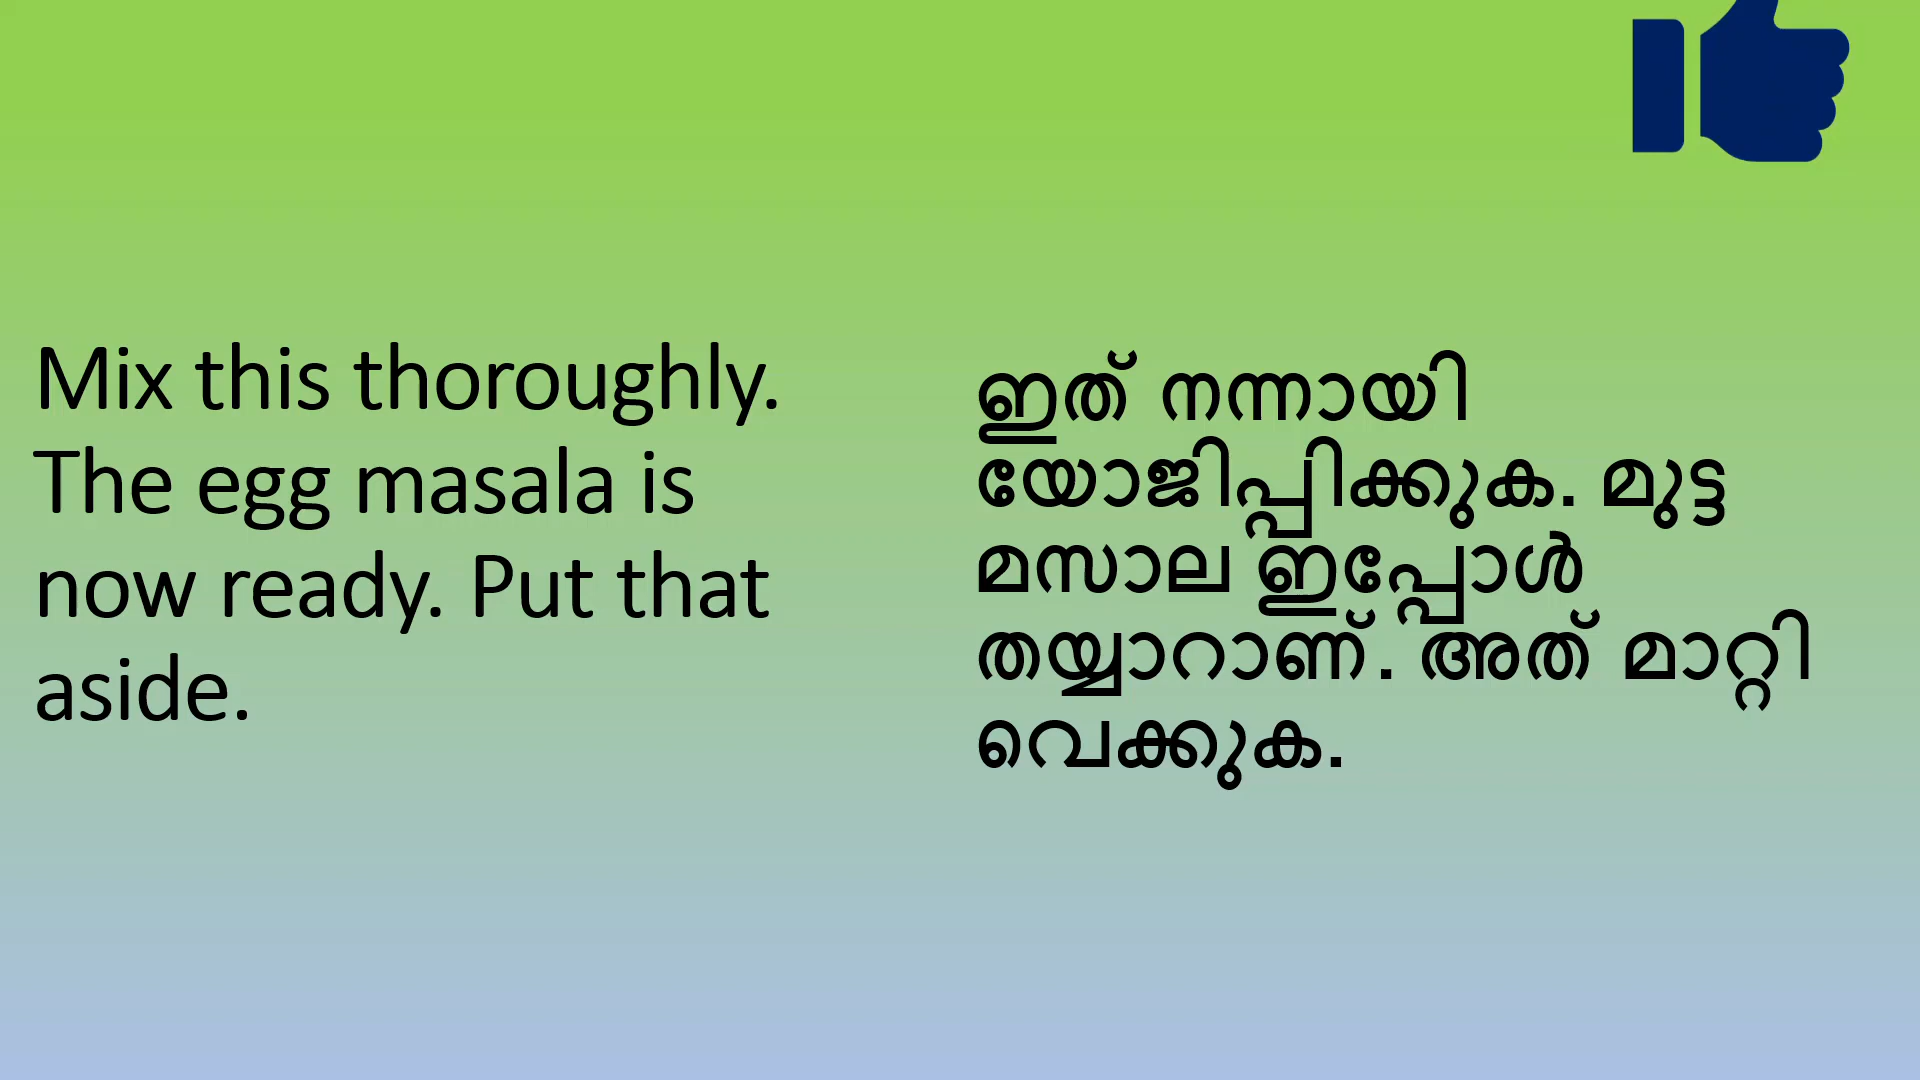 Mix this thoroughly.
The egg masala is
now ready. Put that
aside.
ഇത് നന്നായി
യോജിപ്പിക്കുക. മുട്ട
മസാല ഇപ്പോൾ
തയ്യാറാണ്. അത് മാറ്റി
വെക്കുക.